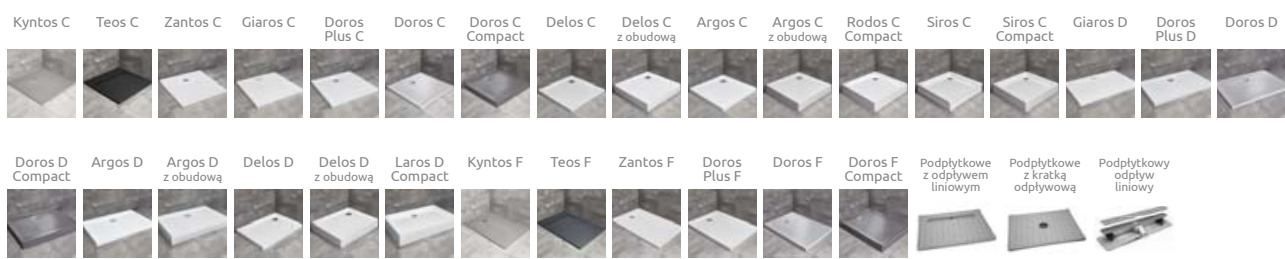 Kyntos C
Teos C
Zantos C
Giaros C
Doros
Plus C
Doros C
Doros C
Compact
Delos C
Delos C
z obudową
Argos C
Argos C
z obudową
Rodos C
Compact
Siros C
Siros C
Compact
Giaros D
Doros
Plus D
Doros D
Doros D
Compact
Argos D
Argos D
z obudową
Delos D
Delos D
z obudową
Laros D
Compact
Kyntos F
Teos F
Zantos F
Doros
Plus F
Doros F
Doros F
Compact
Podpłytkowe
z odpływem
liniowym
Podpłytkowe
z kratką
odpływową
Podpłytkowy
odpływ
liniowy